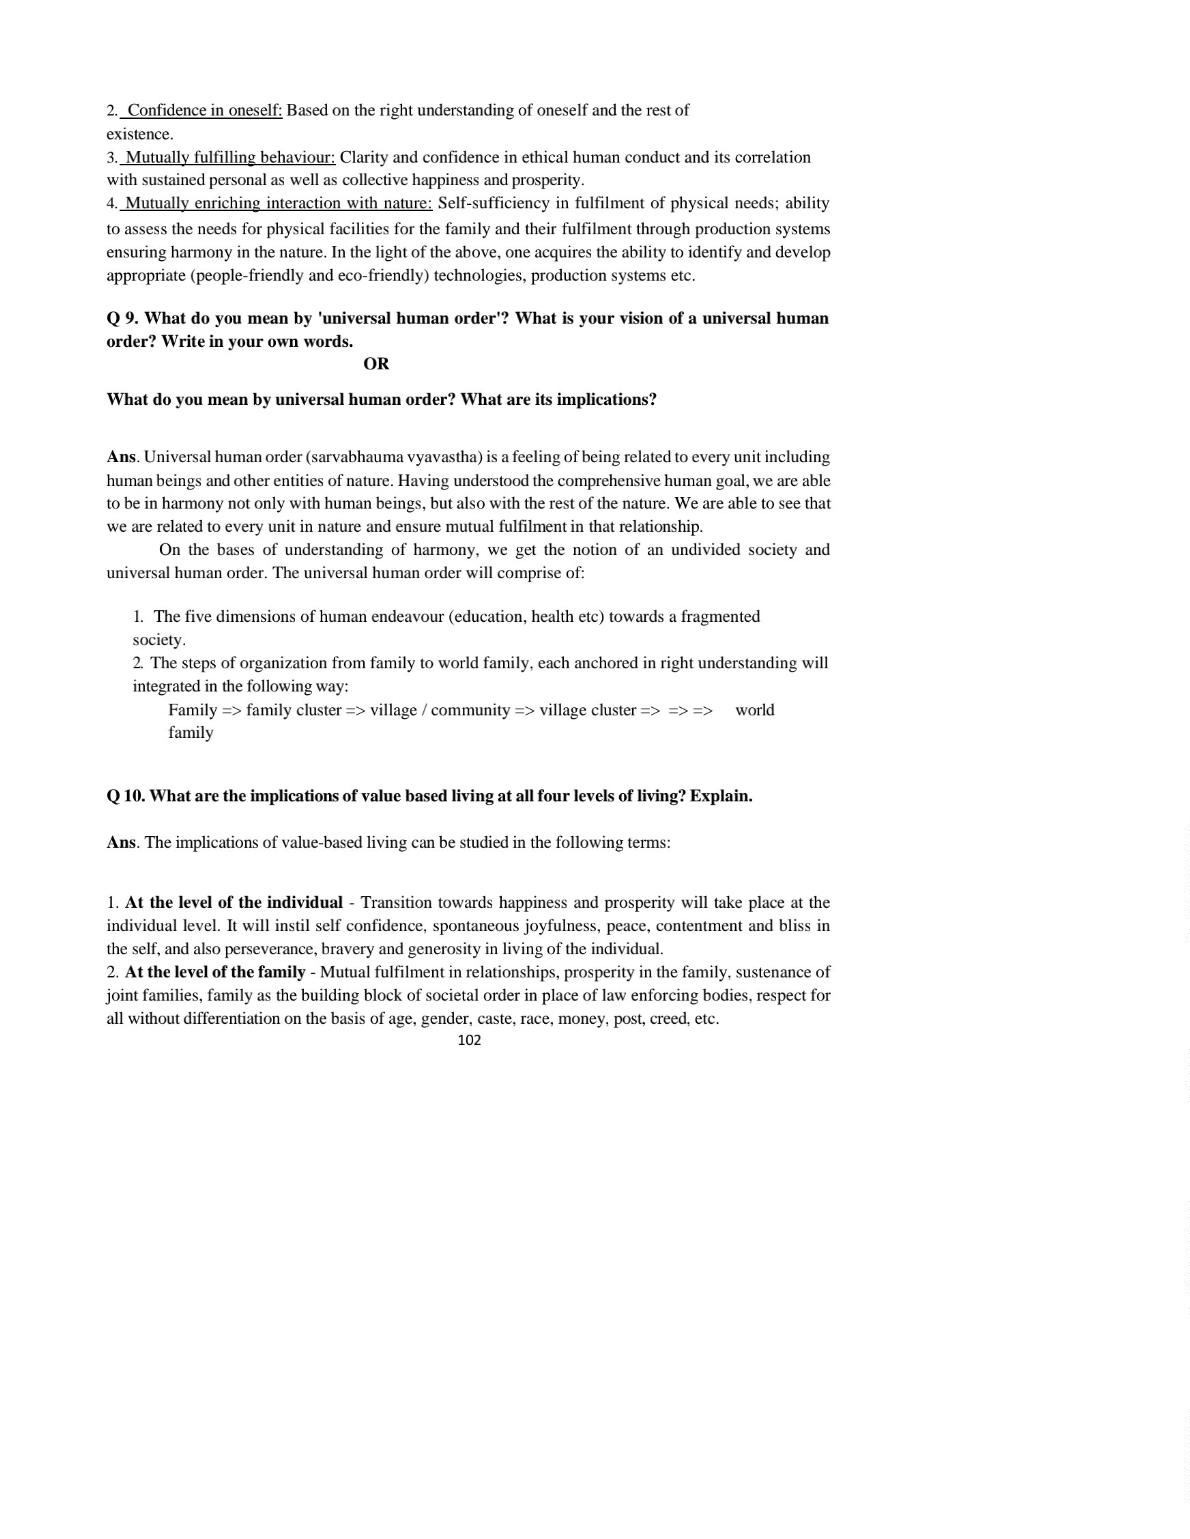 2. Confidence in oneself: Based on the right understanding of oneself and the rest of
existence.
3. Mutually fulfilling behaviour: Clarity and confidence in ethical human conduct and its correlation
with sustained personal as well as collective happiness and prosperity.
4. Mutually enriching interaction with nature: Self-sufficiency in fulfilment of physical needs; ability
to assess the needs for physical facilities for the family and their fulfilment through production systems
ensuring harmony in the nature. In the light of the above, one acquires the ability to identify and develop
appropriate (people-friendly and eco-friendly) technologies, production systems etc.
Q 9. What do you mean by 'universal human order'? What is your vision of a universal human
order? Write in your own words.
OR
What do you mean by universal human order? What are its implications?
Ans. Universal human order (sarvabhauma vyavastha) is a feeling of being related to every unit including
human beings and other entities of nature. Having understood the comprehensive human goal, we are able
to be in harmony not only with human beings, but also with the rest of the nature. We are able to see that
we are related to every unit in nature and ensure mutual fulfilment in that relationship.
On the bases of understanding of harmony, we get the notion of an undivided society and
universal human order. The universal human order will comprise of:
1. The five dimensions of human endeavour (education, health etc) towards a fragmented
society.
2. The steps of organization from family to world family, each anchored in right understanding will
integrated in the following way:
Family => family cluster => village / community => village cluster => => => world
family
Q 10. What are the implications of value based living at all four levels of living? Explain.
Ans. The implications of value-based living can be studied in the following terms:
1. At the level of the individual - Transition towards happiness and prosperity will take place at the
individual level. It will instil self confidence, spontaneous joyfulness, peace, contentment and bliss in
the self, and also perseverance, bravery and generosity in living of the individual.
2. At the level of the family - Mutual fulfilment in relationships, prosperity in the family, sustenance of
joint families, family as the building block of societal order in place of law enforcing bodies, respect for
all without differentiation on the basis of age, gender, caste, race, money, post, creed, etc.
102